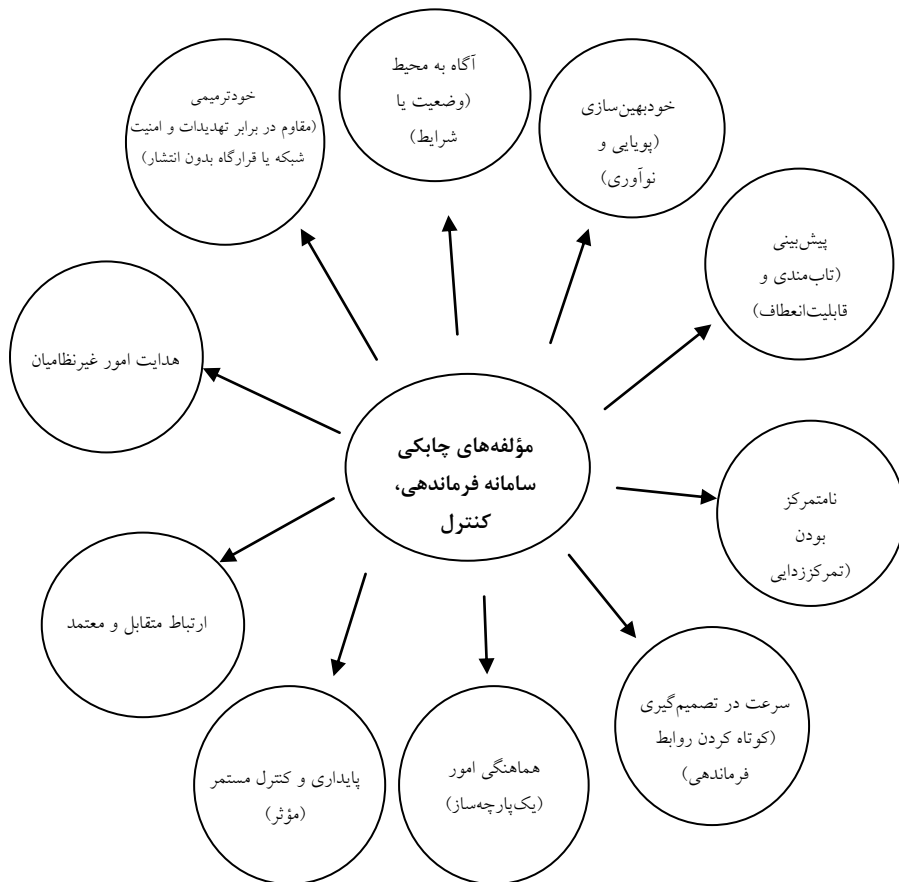 آگاه به محیط
(وضعیت یا
شرایط)
خودبهین‌سازی
(پویایی و
نوآوری)
پیش‌بینی
(تاب‌مندی و
قابلیت‌انعطاف)
نامتمرکز
بودن
(تمرکززدایی
سرعت در تصمیم‌گیری
(کوتاه کردن روابط
فرماندهی)
هماهنگی امور
(یک‌پارچه‌ساز)
پایداری و کنترل مستمر
(مؤثر)
ارتباط متقابل و معتمد
هدایت امور غیرنظامیان
خودترمیمی
(مقاوم در برابر تهدیدات و امنیت
شبکه یا قرارگاه بدون انتشار)
مؤلفه‌های چابکی
سامانه فرماندهی،
کنترل